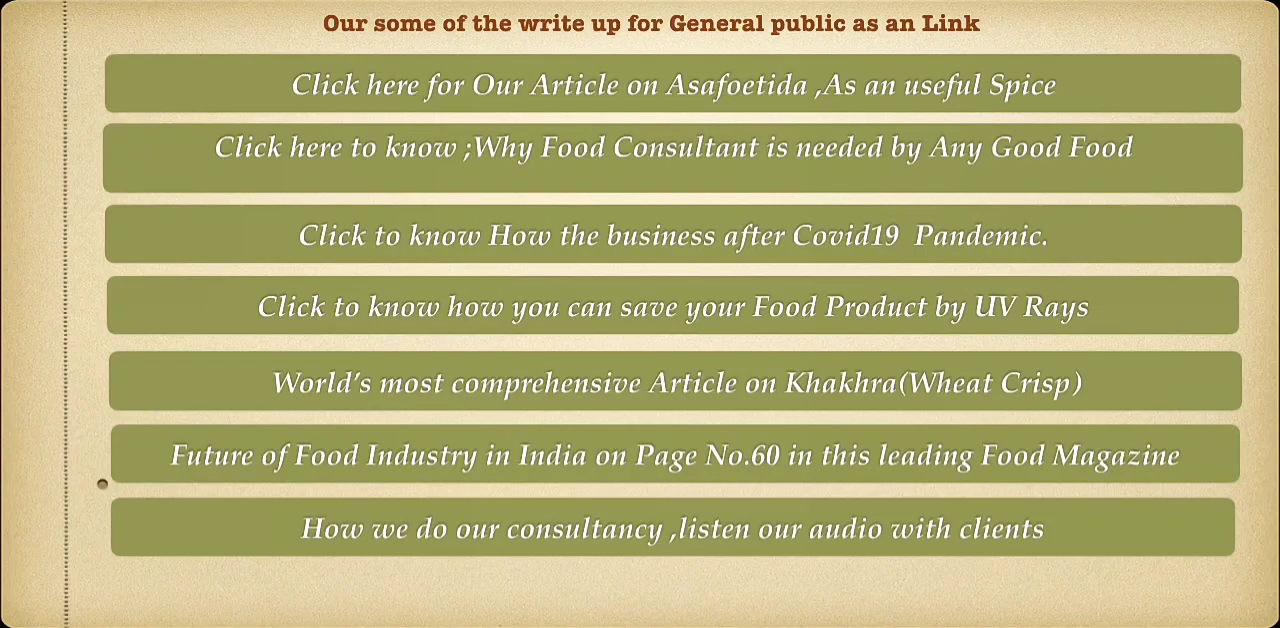 Our some of the write up for General public as an Link
Click here for Our Article on Asafoetida ,As an useful Spice
Click here to know ;Why Food Consultant is needed by Any Good Food
Click to know How the business after Covid19  Pandemic.
Click to know how you can save your Food Product by UV Rays
World's most comprehensive Article on Khakhra(Wheat Crisp)
Future of Food Industry in India on Page No.60 in this leading Food Magazine
How we do our consultancy ,listen our audio with clients